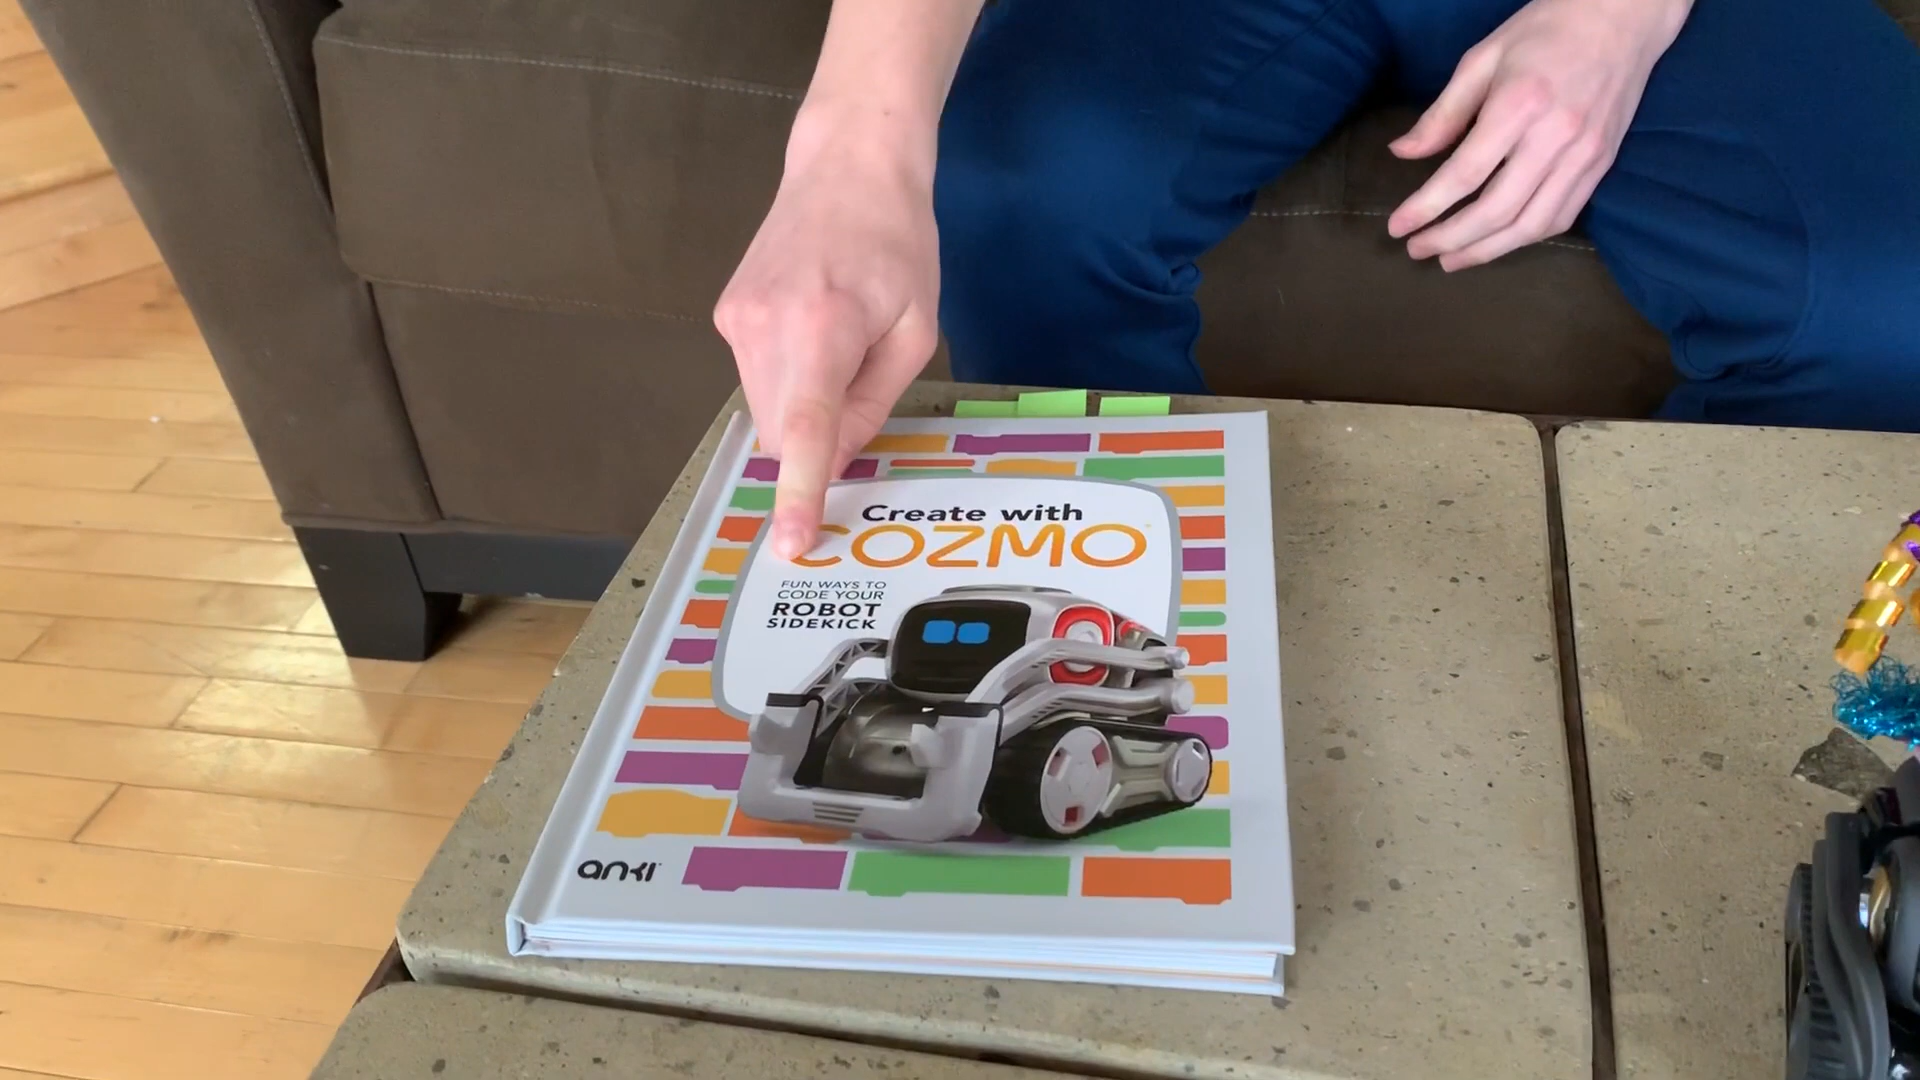 Create with
COZMO
FUN WAYS TO
CODE YOUR
ROBOT
SIDEKICK
anki